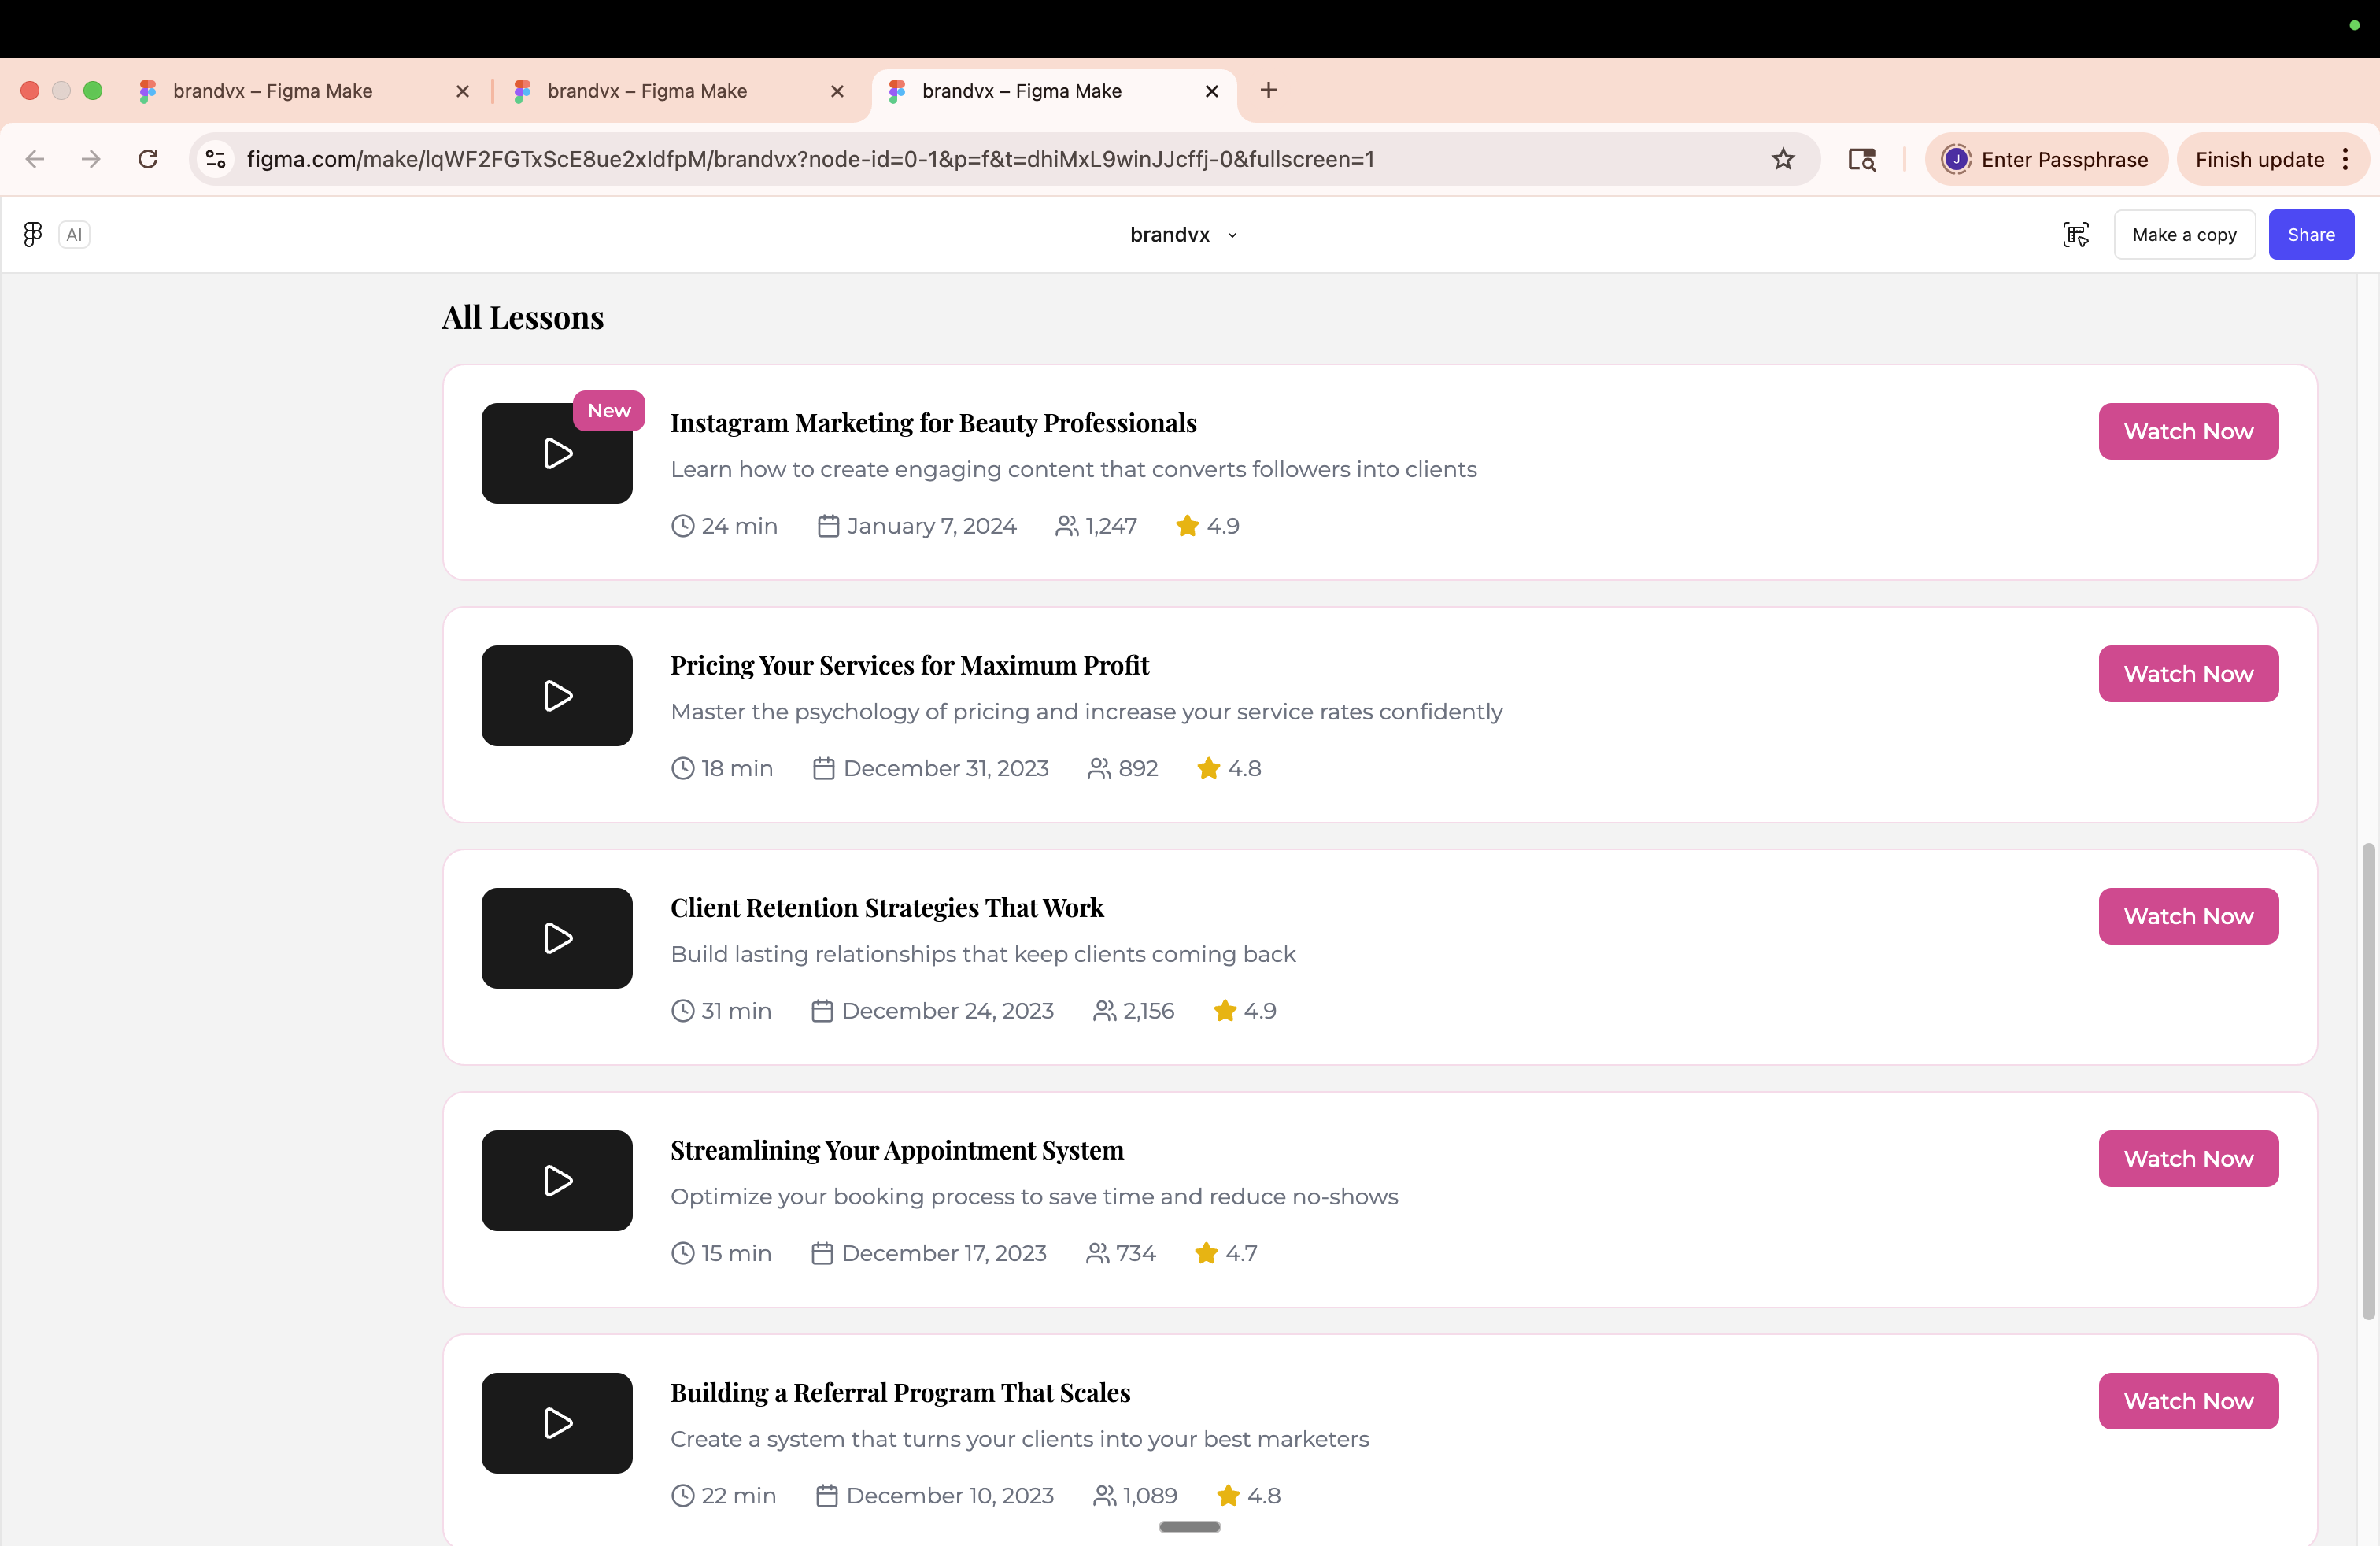 brandvx – Figma Make
brandvx – Figma Make
brandvx – Figma Make
figma.com/make/lqWF2FGTxScE8ue2xIdfpM/brandvx?node-id=0-1&p=f&t=dhiMxL9winJJcffj-0&fullscreen=1
J
Enter Passphrase
Finish update
AI
brandvx
Make a copy
Share
All Lessons
New
Instagram Marketing for Beauty Professionals
Learn how to create engaging content that converts followers into clients
24 min January 7, 2024 1,247 4.9
Watch Now
Pricing Your Services for Maximum Profit
Master the psychology of pricing and increase your service rates confidently
18 min December 31, 2023 892 4.8
Watch Now
Client Retention Strategies That Work
Build lasting relationships that keep clients coming back
31 min December 24, 2023 2,156 4.9
Watch Now
Streamlining Your Appointment System
Optimize your booking process to save time and reduce no-shows
15 min December 17, 2023 734 4.7
Watch Now
Building a Referral Program That Scales
Create a system that turns your clients into your best marketers
22 min December 10, 2023 1,089 4.8
Watch Now